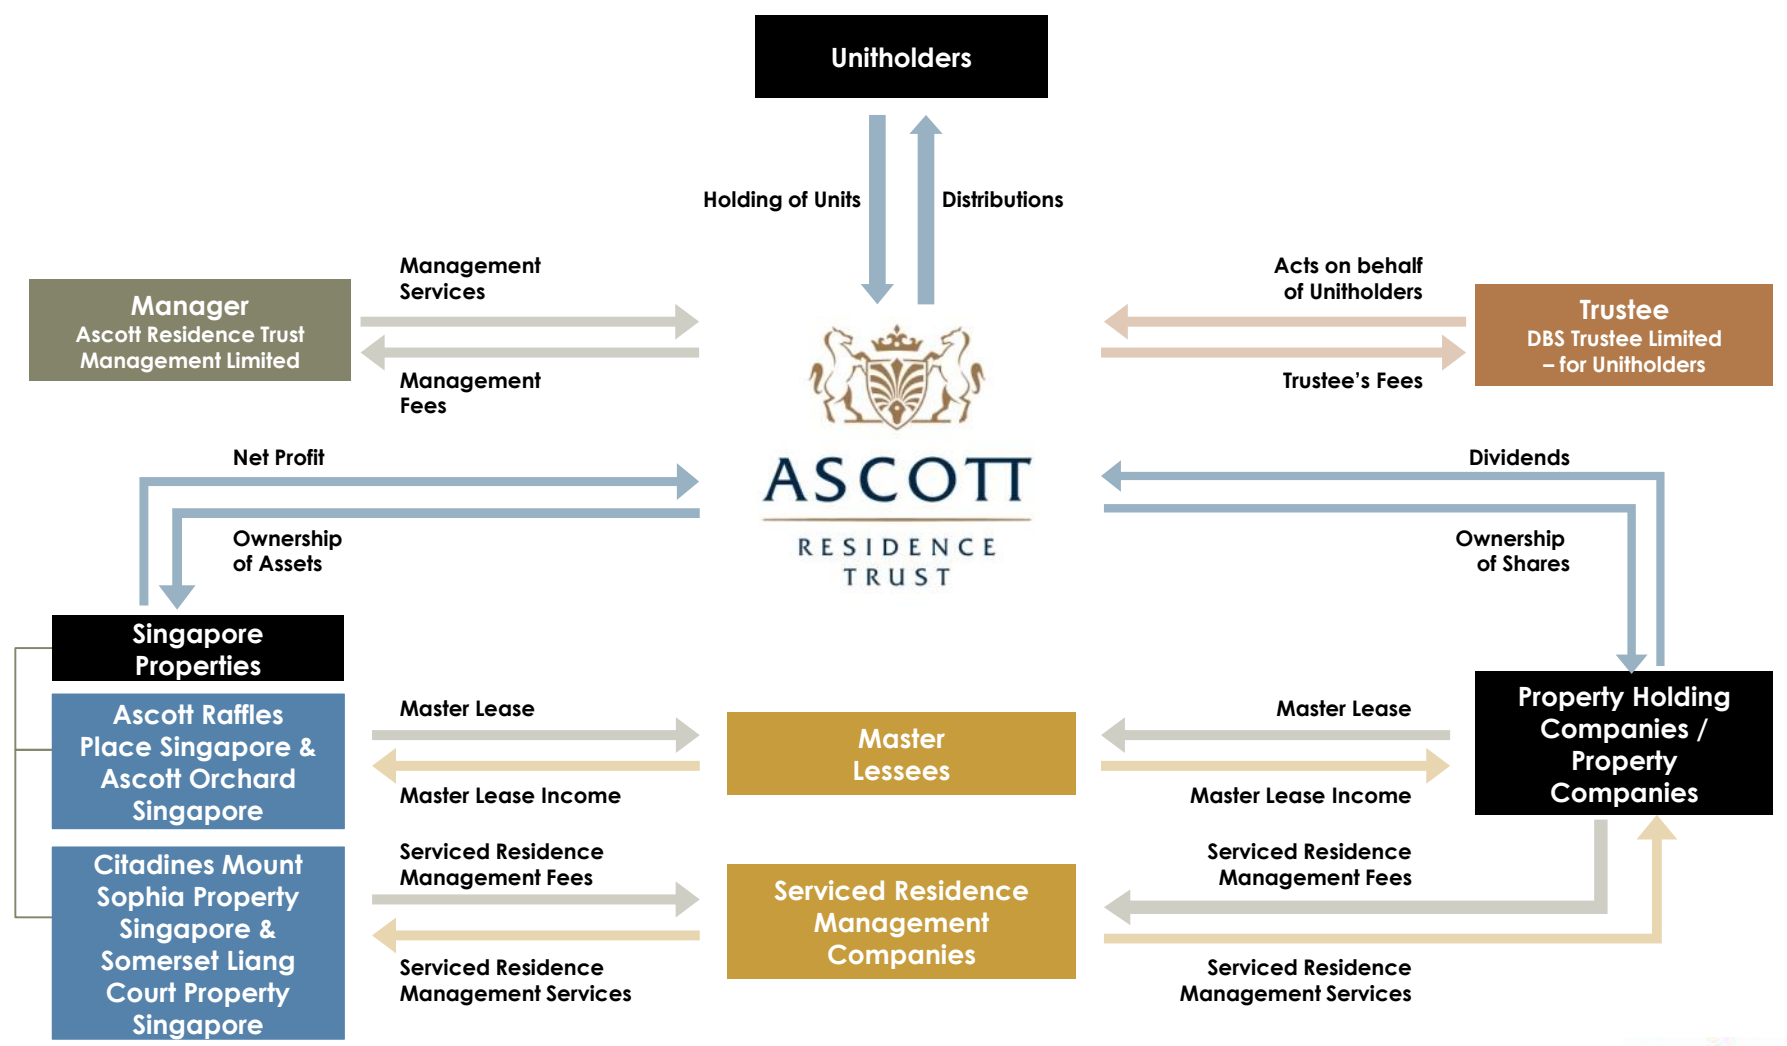 Unitholders
Holding of Units
Distributions
Management
Services
Acts on behalf
of Unitholders
Manager
Ascott Residence Trust
Management Limited
Trustee
DBS Trustee Limited
– for Unitholders
Management
Fees
Trustee’s Fees
ASCOTT
RESIDENCE
TRUST
Net Profit
Dividends
Ownership
of Assets
Ownership
of Shares
Singapore
Properties
Ascott Raffles
Place Singapore &
Ascott Orchard
Singapore
Master Lease
Master Lease Income
Master
Lessees
Master Lease
Master Lease Income
Property Holding
Companies /
Property
Companies
Citadines Mount
Sophia Property
Singapore &
Somerset Liang
Court Property
Singapore
Serviced Residence
Management Fees
Serviced Residence
Management Services
Serviced Residence
Management
Companies
Serviced Residence
Management Fees
Serviced Residence
Management Services